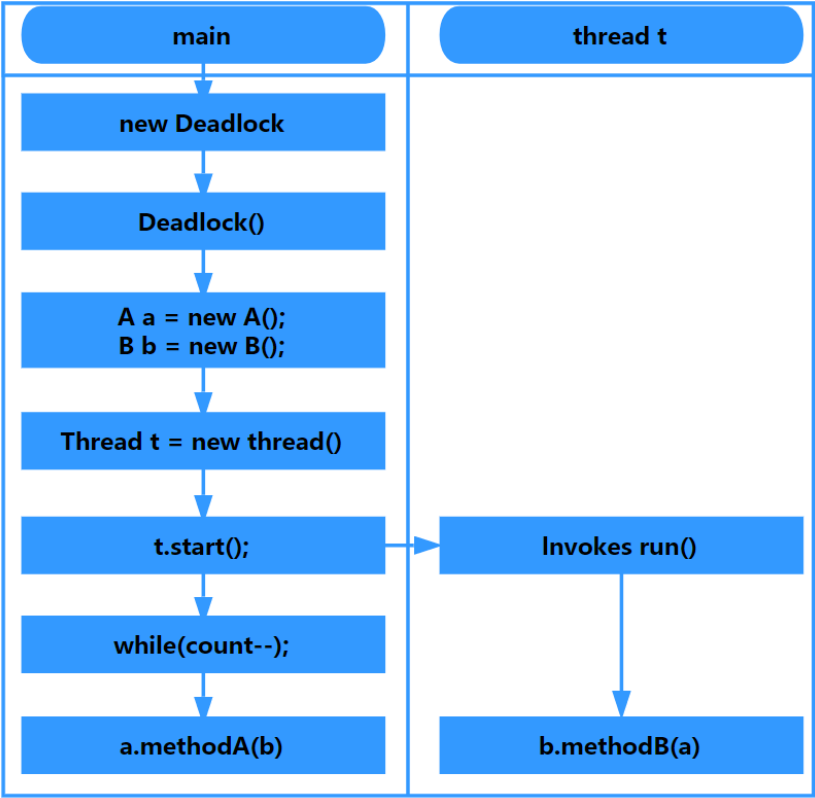 main
thread t
new Deadlock
Deadlock()
A a = new A();
B b = new B();
Thread t = new thread()
t.start();
Invokes run()
while(count--);
a.methodA(b)
b.methodB(a)